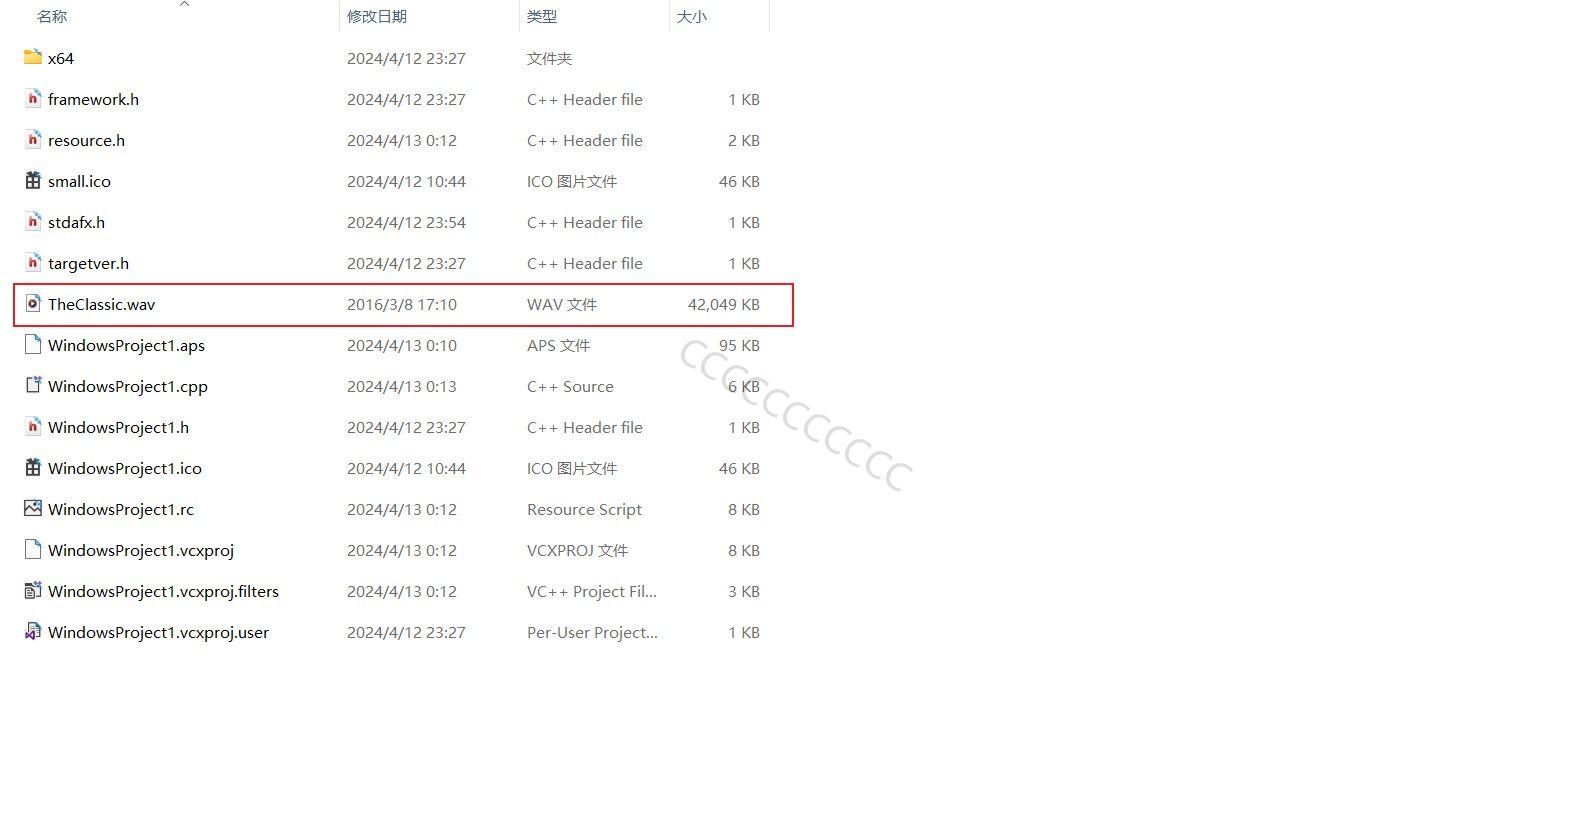 名称 修改日期 类型 大小
x64 2024/4/12 23:27 文件夹
framework.h 2024/4/12 23:27 C++ Header file 1 KB
resource.h 2024/4/13 0:12 C++ Header file 2 KB
small.ico 2024/4/12 10:44 ICO 图片文件 46 KB
stdafx.h 2024/4/12 23:54 C++ Header file 1 KB
targetver.h 2024/4/12 23:27 C++ Header file 1 KB
TheClassic.wav 2016/3/8 17:10 WAV 文件 42,049 KB
WindowsProject1.aps 2024/4/13 0:10 APS 文件 95 KB
WindowsProject1.cpp 2024/4/13 0:13 C++ Source 6 KB
WindowsProject1.h 2024/4/12 23:27 C++ Header file 1 KB
WindowsProject1.ico 2024/4/12 10:44 ICO 图片文件 46 KB
WindowsProject1.rc 2024/4/13 0:12 Resource Script 8 KB
WindowsProject1.vcxproj 2024/4/13 0:12 VCXPROJ 文件 8 KB
WindowsProject1.vcxproj.filters 2024/4/13 0:12 VC++ Project Fil... 3 KB
WindowsProject1.vcxproj.user 2024/4/12 23:27 Per-User Project... 1 KB
ccccccccccc